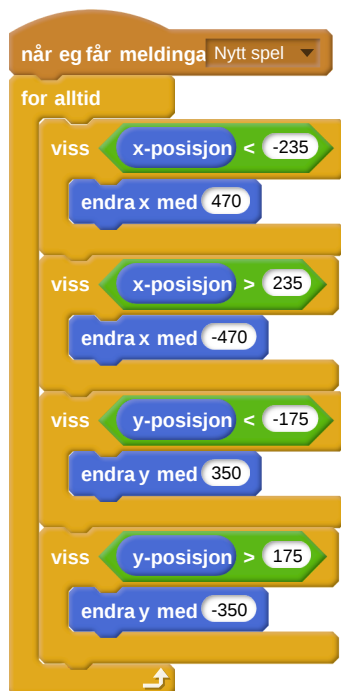 når eg får meldinga Nytt spel
for alltid
viss x-posisjon < -235
endra x med 470
viss x-posisjon > 235
endra x med -470
viss y-posisjon < -175
endra y med 350
viss y-posisjon > 175
endra y med -350